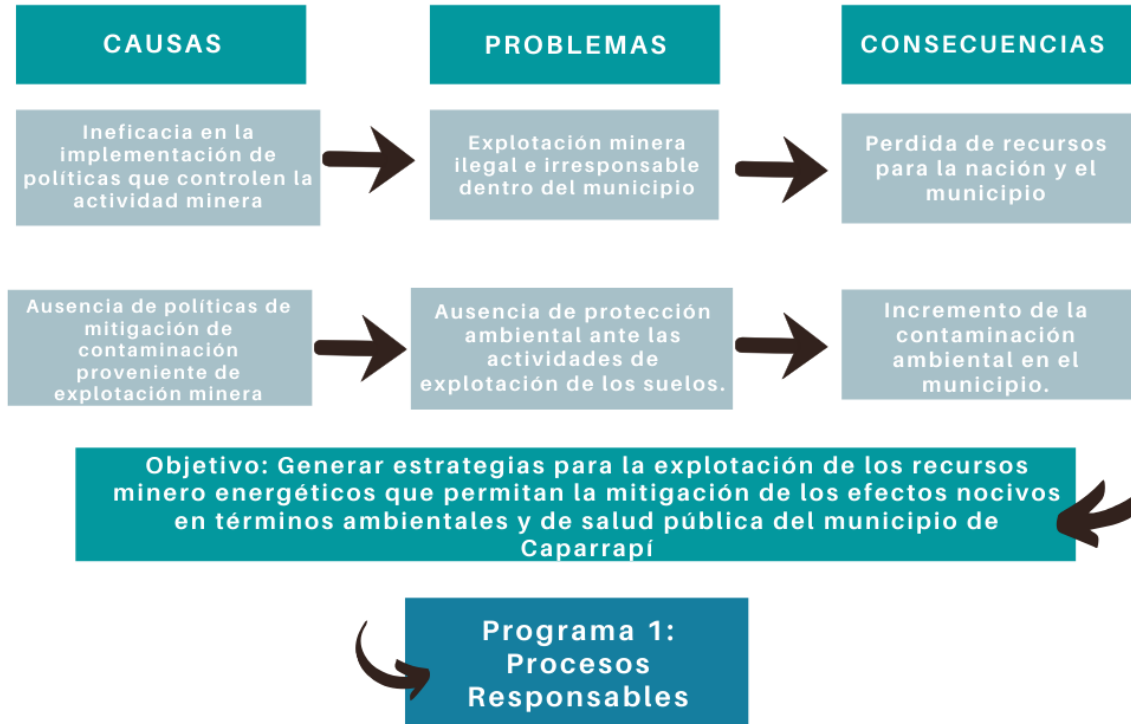 CAUSAS
PROBLEMAS
CONSECUENCIAS
Ineficacia en la
implementación de
políticas que controlen la
actividad minera
Explotación minera
ilegal e irresponsable
dentro del municipio
Perdida de recursos
para la nación y el
municipio
Ausencia de políticas de
mitigación de
contaminación
proveniente de
explotación minera
Ausencia de protección
ambiental ante las
actividades de
explotación de los suelos.
Incremento de la
contaminación
ambiental en el
municipio.
Objetivo: Generar estrategias para la explotación de los recursos
minero energéticos que permitan la mitigación de los efectos nocivos
en términos ambientales y de salud pública del municipio de
Caparrapí
Programa 1:
Procesos
Responsables